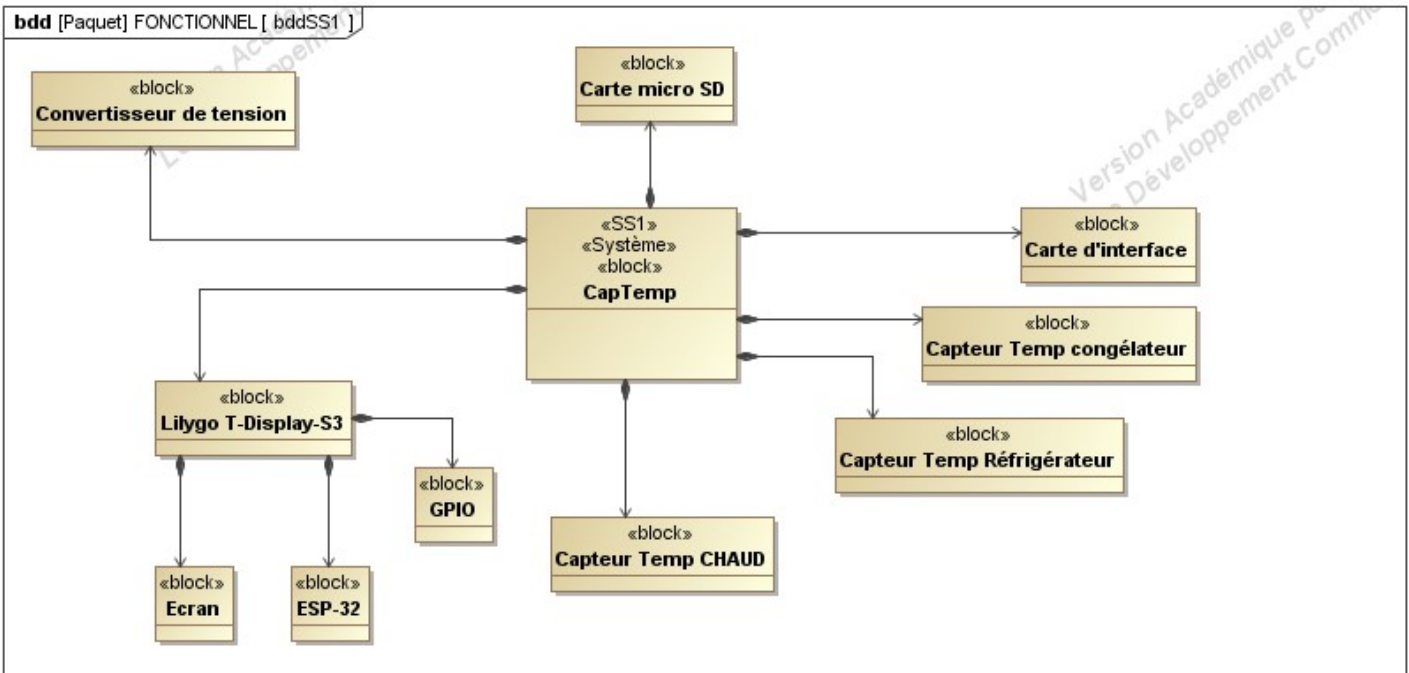 bdd [Paquet] FONCTIONNEL [ bddSS1 ]
«block»
Convertisseur de tension
«block»
Carte micro SD
«SS1»
«Système»
«block»
CapTemp
«block»
Carte d'interface
«block»
Capteur Temp congélateur
«block»
Capteur Temp Réfrigérateur
«block»
Lilygo T-Display-S3
«block»
GPIO
«block»
Capteur Temp CHAUD
«block»
Ecran
«block»
ESP-32
Version Académique
Développement